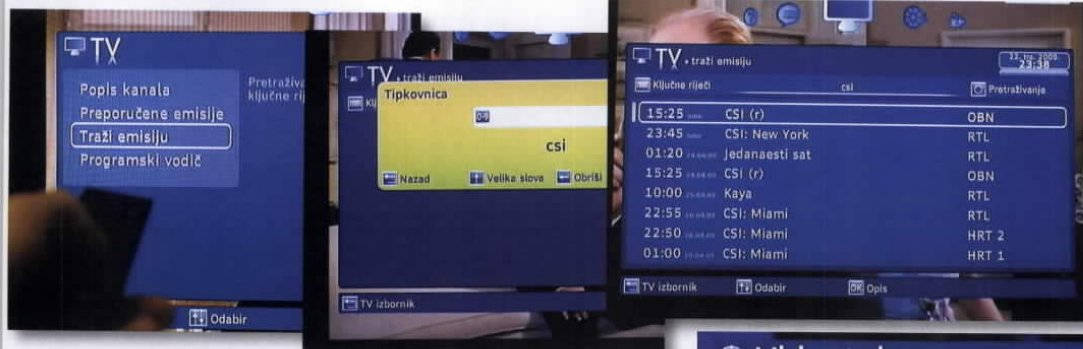 TV
Popis kanala
Preporučene emisije
Traži emisiju
Programski vodič
Pretraživa
ključne rij
Odabir
TV › traži emisiju
Tipkovnica
0-9
csi
Nazad
Velika slova
Obriši
TV izbornik
TV › traži emisiju
23:38
Ključne riječi csi Pretraživanje
15:25 CSI (r) OBN
23:45 CSI: New York RTL
01:20 Jedanaesti sat RTL
15:25 CSI (r) OBN
10:00 Kaya RTL
22:55 CSI: Miami RTL
22:50 CSI: Miami HRT 2
01:00 CSI: Miami HRT 1
TV izbornik Odabir OK Opis